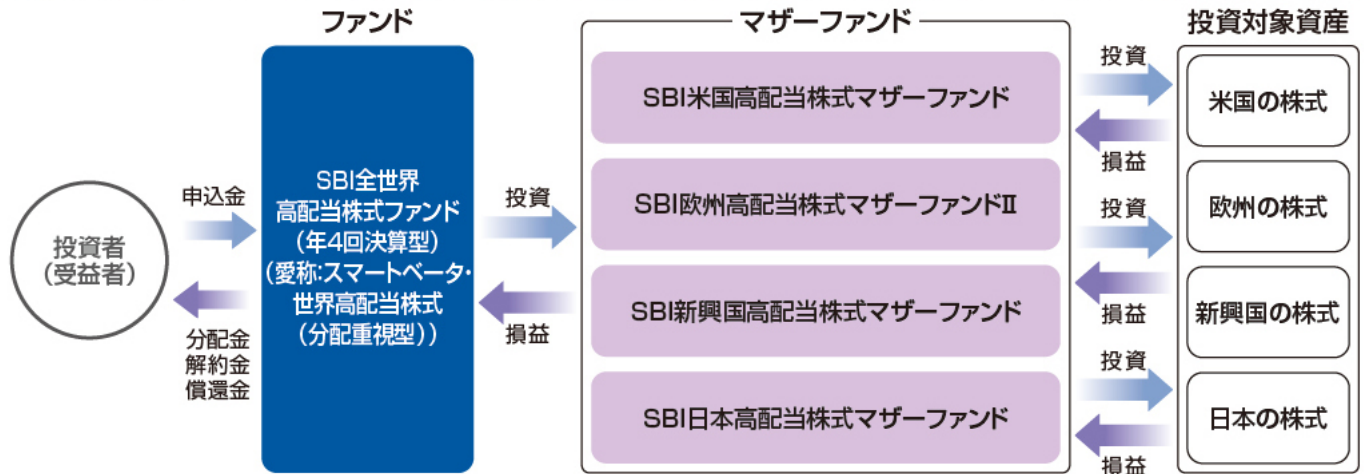 ファンド
マザーファンド
投資対象資産
投資者
(受益者)
申込金
分配金
解約金
償還金
SBI全世界
高配当株式ファンド
(年4回決算型)
(愛称:スマートベータ・
世界高配当株式
(分配重視型))
投資
損益
SBI米国高配当株式マザーファンド
SBI欧州高配当株式マザーファンドⅡ
SBI新興国高配当株式マザーファンド
SBI日本高配当株式マザーファンド
投資
損益
投資
損益
投資
損益
米国の株式
欧州の株式
新興国の株式
日本の株式